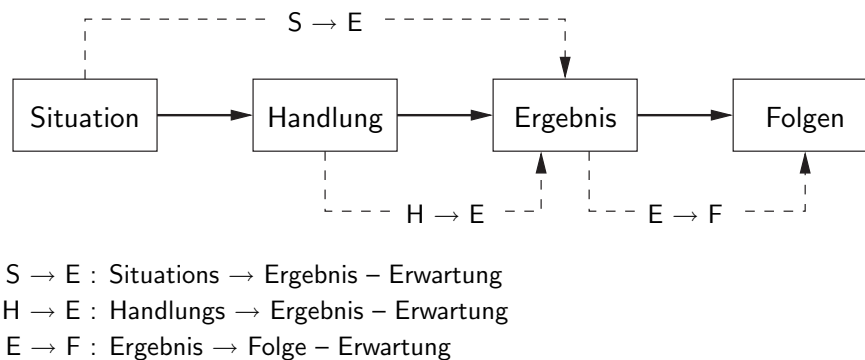 S → E
Situation Handlung Ergebnis Folgen
H → E E → F
S → E : Situations → Ergebnis – Erwartung
H → E : Handlungs → Ergebnis – Erwartung
E → F : Ergebnis → Folge – Erwartung